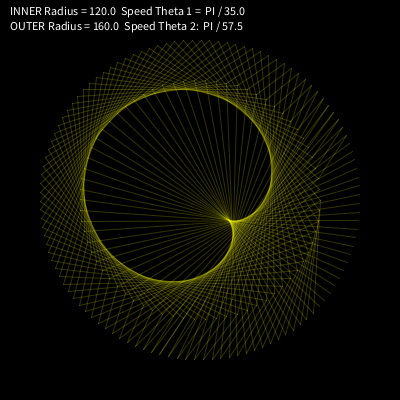 INNER Radius = 120.0  Speed Theta 1 =  PI / 35.0
OUTER Radius = 160.0  Speed Theta 2:  PI / 57.5